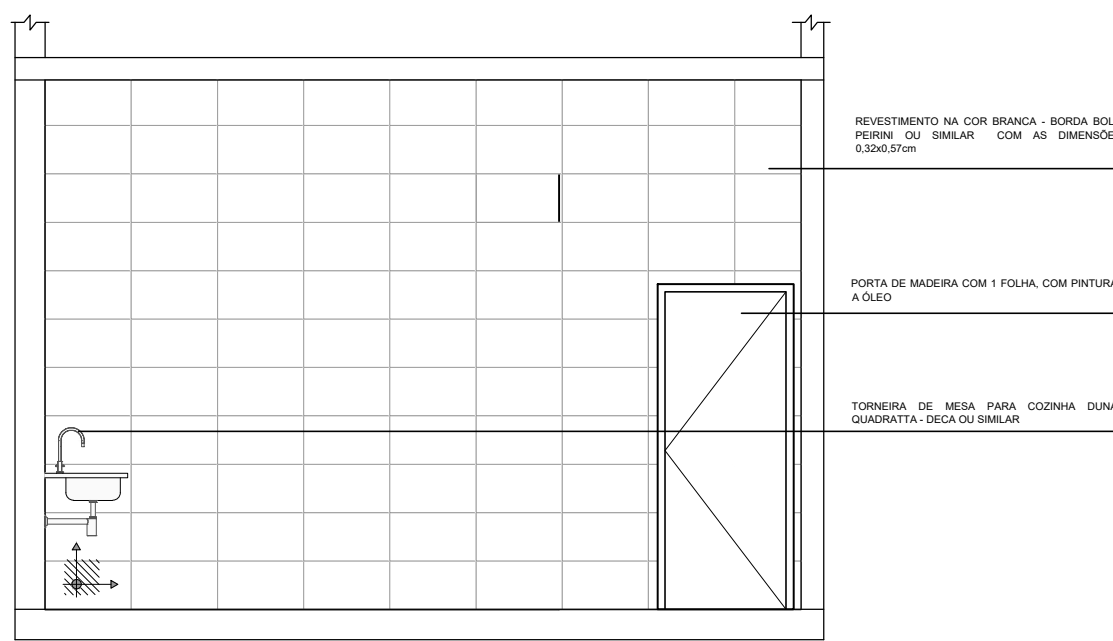 REVESTIMENTO NA COR BRANCA - BORDA BOL
PEIRINI OU SIMILAR COM AS DIMENSÕE
0,32x0,57cm
PORTA DE MADEIRA COM 1 FOLHA, COM PINTURA
A ÓLEO
TORNEIRA DE MESA PARA COZINHA DUNA
QUADRATTA - DECA OU SIMILAR